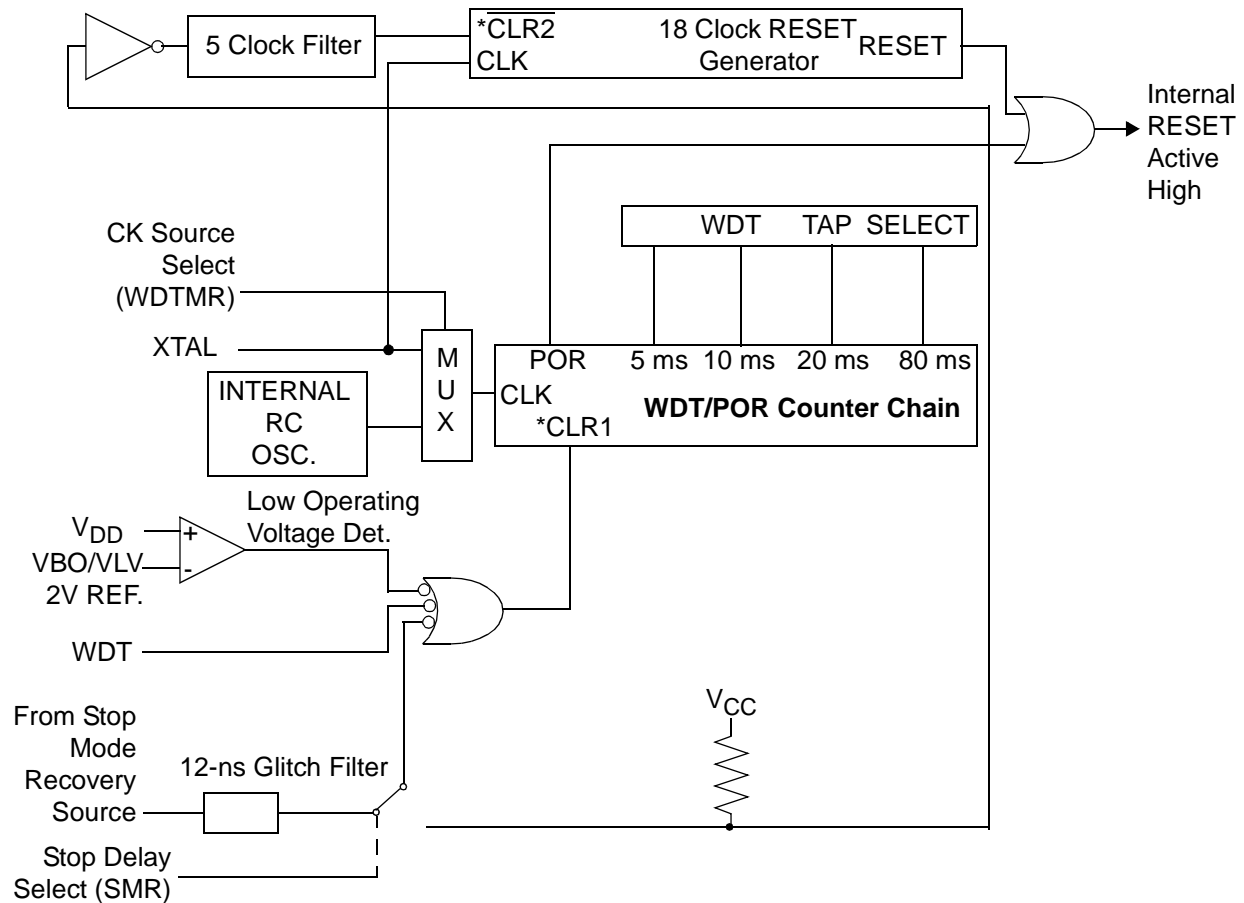 5 Clock Filter
*CLR2
CLK
18 Clock RESET
Generator
RESET
Internal
RESET
Active
High
WDT TAP SELECT
CK Source
Select
(WDTMR)
XTAL
INTERNAL
RC
OSC.
M
U
X
POR
5 ms
10 ms
20 ms
80 ms
CLK
WDT/POR Counter Chain
*CLR1
Low Operating
Voltage Det.
VDD
+
VBO/VLV
-
2V REF.
WDT
From Stop
Mode
Recovery
Source
12-ns Glitch Filter
VCC
Stop Delay
Select (SMR)